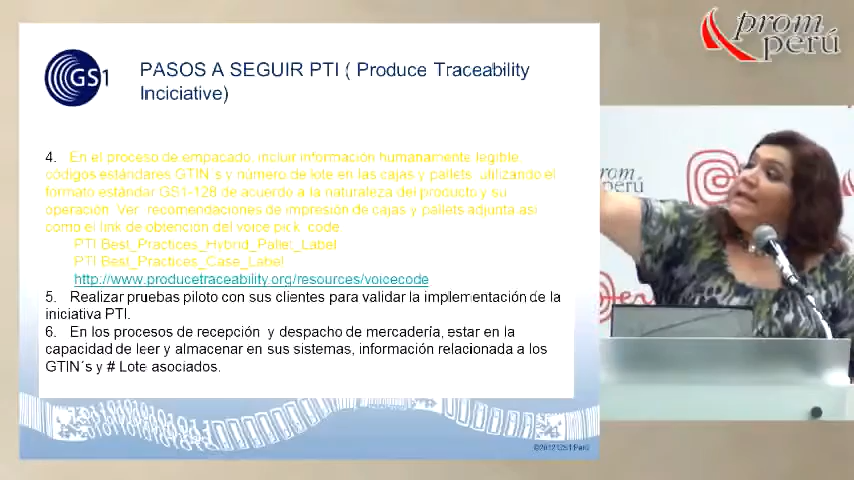 GS1
PASOS A SEGUIR PTI ( Produce Traceability
Iniciative)
4. En el proceso de empacado, incluir información humanamente legible,
códigos estándares GTIN´s y número de lote en las cajas y pallets, utilizando el
formato estándar GS1-128 de acuerdo a la naturaleza del producto y su
operación. Ver recomendaciones de impresión de cajas y pallets adjunta así
como el link de obtención del voice pick code
PTI Best_Practices_Hybrid_Pallet_Label
PTI Best_Practices_Case_Label
http://www.producetraceability.org/resources/voicecode
5. Realizar pruebas piloto con sus clientes para validar la implementación de la
iniciativa PTI.
6. En los procesos de recepción y despacho de mercadería, estar en la
capacidad de leer y almacenar en sus sistemas, información relacionada a los
GTIN´s y # Lote asociados.
©2012 GS1 Perú
prom
perú
prom
perú